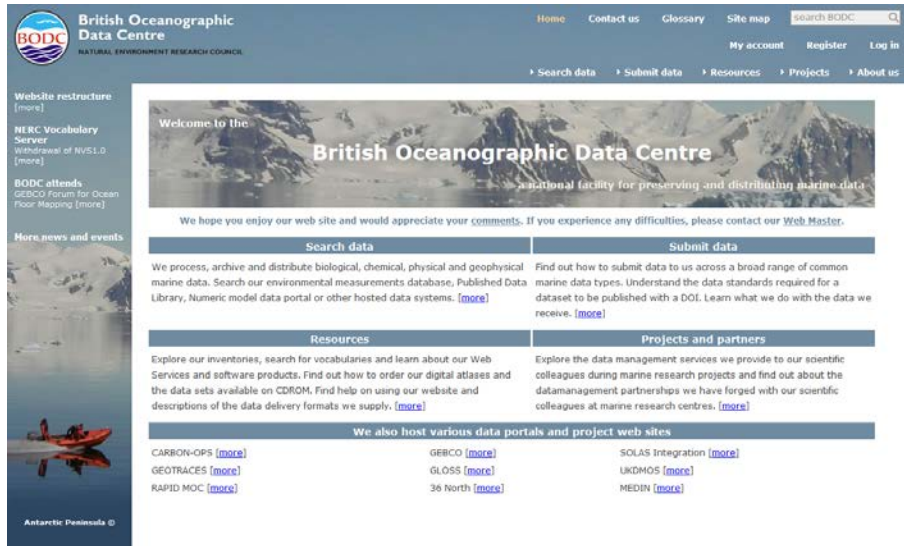 BODC
British Oceanographic
Data Centre
NATURAL ENVIRONMENT RESEARCH COUNCIL
Home Contact us Glossary Site map search BODC
My account Register Log in
Search data Submit data Resources Projects About us
Website restructure
[more]
NERC Vocabulary
Server
Withdrawal of NVS1.0
[more]
BODC attends
GEBCO Forum for Ocean
Floor Mapping [more]
More news and events
Antarctic Peninsula ©
Welcome to the
British Oceanographic Data Centre
a national facility for preserving and distributing marine data
We hope you enjoy our web site and would appreciate your comments. If you experience any difficulties, please contact our Web Master.
Search data
We process, archive and distribute biological, chemical, physical and geophysical
marine data. Search our environmental measurements database, Published Data
Library, Numeric model data portal or other hosted data systems. [more]
Submit data
Find out how to submit data to us across a broad range of common
marine data types. Understand the data standards required for a
dataset to be published with a DOI. Learn what we do with the data we
receive. [more]
Resources
Explore our inventories, search for vocabularies and learn about our Web
Services and software products. Find out how to order our digital atlases and
the data sets available on CDROM. Find help on using our website and
descriptions of the data delivery formats we supply. [more]
Projects and partners
Explore the data management services we provide to our scientific
colleagues during marine research projects and find out about the
datamanagement partnerships we have forged with our scientific
colleagues at marine research centres. [more]
We also host various data portals and project web sites
CARBON-OPS [more] GEBCO [more] SOLAS Integration [more]
GEOTRACES [more] GLOSS [more] UKDMOS [more]
RAPID MOC [more] 36 North [more] MEDIN [more]